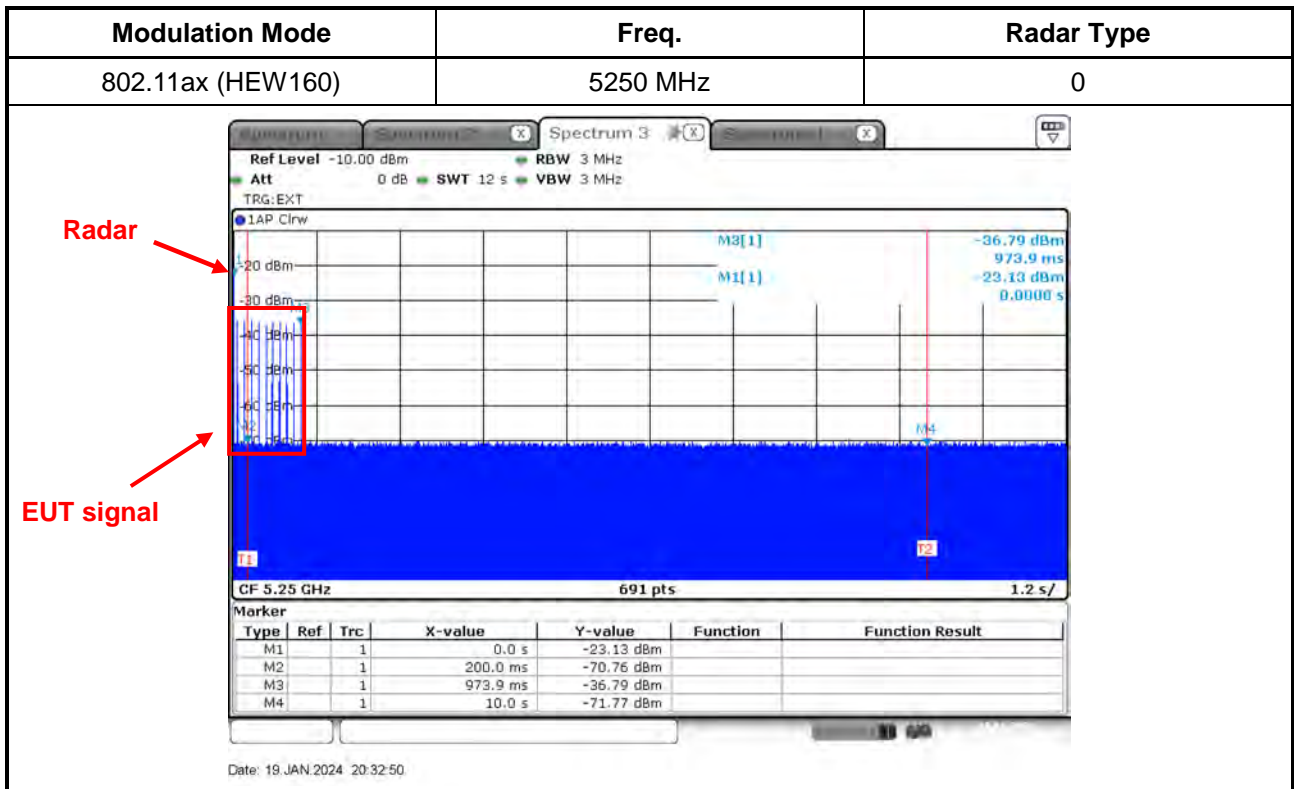 Modulation Mode Freq. Radar Type
802.11ax (HEW160) 5250 MHz 0
Spectrum 3
Ref Level -10.00 dBm RBW 3 MHz
Att 0 dB SWT 12 s VBW 3 MHz
TRG:EXT
1AP Clrw
Radar
M3[1] -36.79 dBm
973.9 ms
-20 dBm
M1[1] -23.13 dBm
-30 dBm 0.0000 s
-40 dBm
-50 dBm
-60 dBm
M4
EUT signal
T1 T2
CF 5.25 GHz 691 pts 1.2 s/
Marker
Type Ref Trc X-value Y-value Function Function Result
M1 1 0.0 s -23.13 dBm
M2 1 200.0 ms -70.76 dBm
M3 1 973.9 ms -36.79 dBm
M4 1 10.0 s -71.77 dBm
Date: 19.JAN.2024 20:32:50